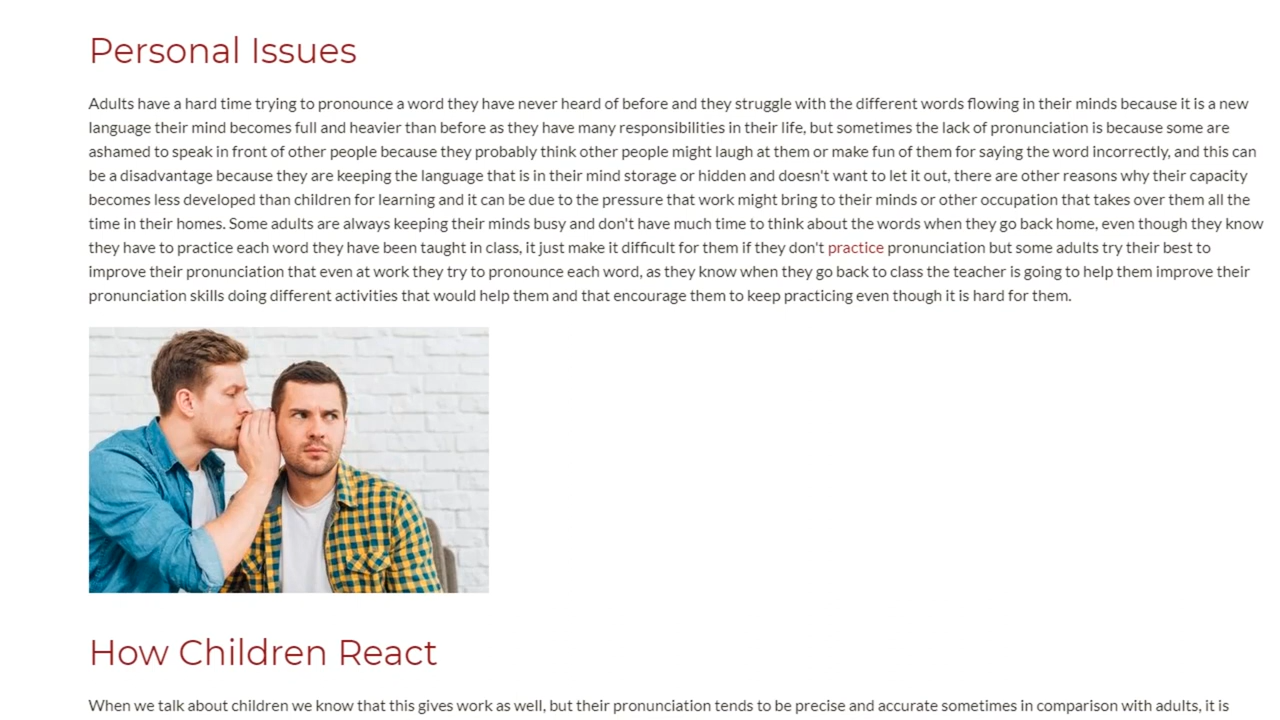 Personal Issues
Adults have a hard time trying to pronounce a word they have never heard of before and they struggle with the different words flowing in their minds because it is a new
language their mind becomes full and heavier than before as they have many responsibilities in their life, but sometimes the lack of pronunciation is because some are
ashamed to speak in front of other people because they probably think other people might laugh at them or make fun of them for saying the word incorrectly, and this can
be a disadvantage because they are keeping the language that is in their mind storage or hidden and doesn't want to let it out, there are other reasons why their capacity
becomes less developed than children for learning and it can be due to the pressure that work might bring to their minds or other occupation that takes over them all the
time in their homes. Some adults are always keeping their minds busy and don't have much time to think about the words when they go back home, even though they know
they have to practice each word they have been taught in class, it just make it difficult for them if they don't practice pronunciation but some adults try their best to
improve their pronunciation that even at work they try to pronounce each word, as they know when they go back to class the teacher is going to help them improve their
pronunciation skills doing different activities that would help them and that encourage them to keep practicing even though it is hard for them.
How Children React
When we talk about children we know that this gives work as well, but their pronunciation tends to be precise and accurate sometimes in comparison with adults, it is